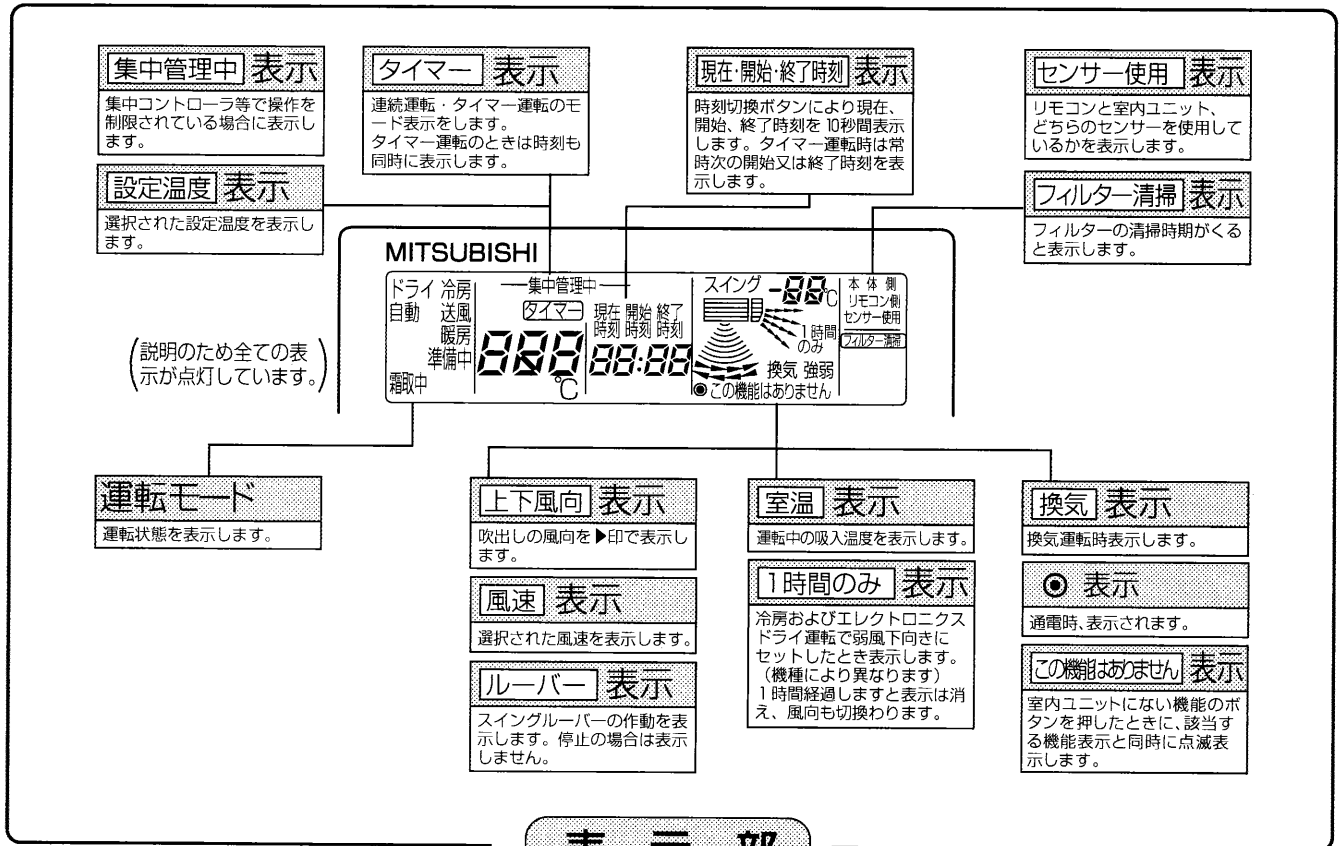 集中管理中 表示
集中コントローラ等で操作を
制限されている場合に表示し
ます。
設定温度 表示
選択された設定温度を表示し
ます。
タイマー 表示
連続運転・タイマー運転のモ
ード表示をします。
タイマー運転のときは時刻も
同時に表示します。
現在・開始・終了時刻 表示
時刻切換ボタンにより現在、
開始、終了時刻を10秒間表示
します。タイマー運転時は常
時次の開始又は終了時刻を表
示します。
センサー使用 表示
リモコンと室内ユニット、
どちらのセンサーを使用して
いるかを表示します。
フィルター清掃 表示
フィルターの清掃時期がくる
と表示します。
(説明のため全ての表
示が点灯しています。)
MITSUBISHI
ドライ 冷房
自動 送風
暖房
準備中
霜取中
集中管理中
タイマー
888
℃
現在 開始 終了
時刻 時刻 時刻
88:88
スイング
-88℃
1時間
のみ
換気 強弱
◉この機能はありません
本体側
リモコン側
センサー使用
フィルター清掃
運転モード
運転状態を表示します。
上下風向 表示
吹出しの風向を▶印で表示し
ます。
風速 表示
選択された風速を表示します。
ルーバー 表示
スイングルーバーの作動を表
示します。停止の場合は表示
しません。
室温 表示
運転中の吸入温度を表示します。
1時間のみ 表示
冷房およびエレクトロニクス
ドライ運転で弱風下向きに
セットしたとき表示します。
(機種により異なります)
1時間経過しますと表示は消
え、風向も切換わります。
換気 表示
換気運転時表示します。
◉ 表示
通電時、表示されます。
この機能はありません 表示
室内ユニットにない機能のボ
タンを押したときに、該当す
る機能表示と同時に点滅表
示します。
表示部